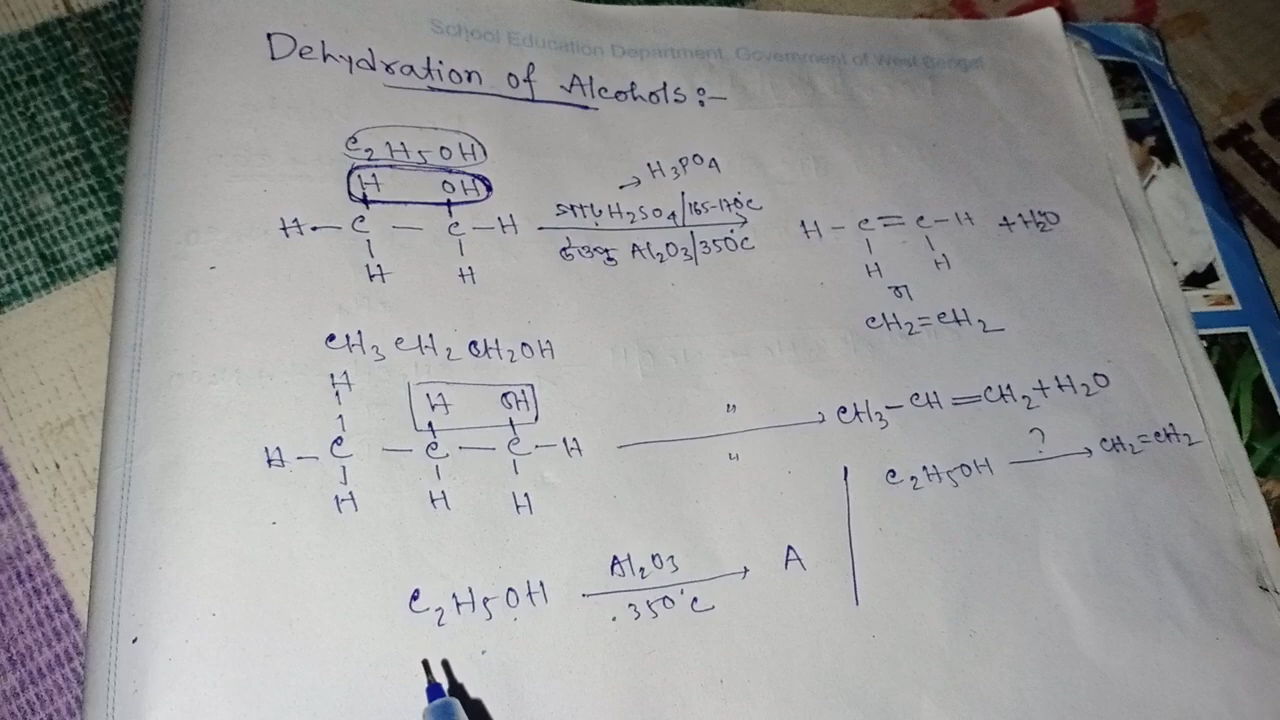 School Education Department, Government of West Bengal
Dehydration of Alcohols:-
C2H5OH
H OH
H-C-C-H
H H
→ H3PO4
গাঢ় H2SO4/165-170°C
উত্তপ্ত Al2O3/350°C
H-C=C-H +H2O
H H
বা
CH2=CH2
CH3CH2CH2OH
H H OH
H-C-C-C-H
H H H
" "
CH3-CH=CH2+H2O
C2H5OH ? → CH2=CH2
C2H5OH Al2O3 → A
350°C